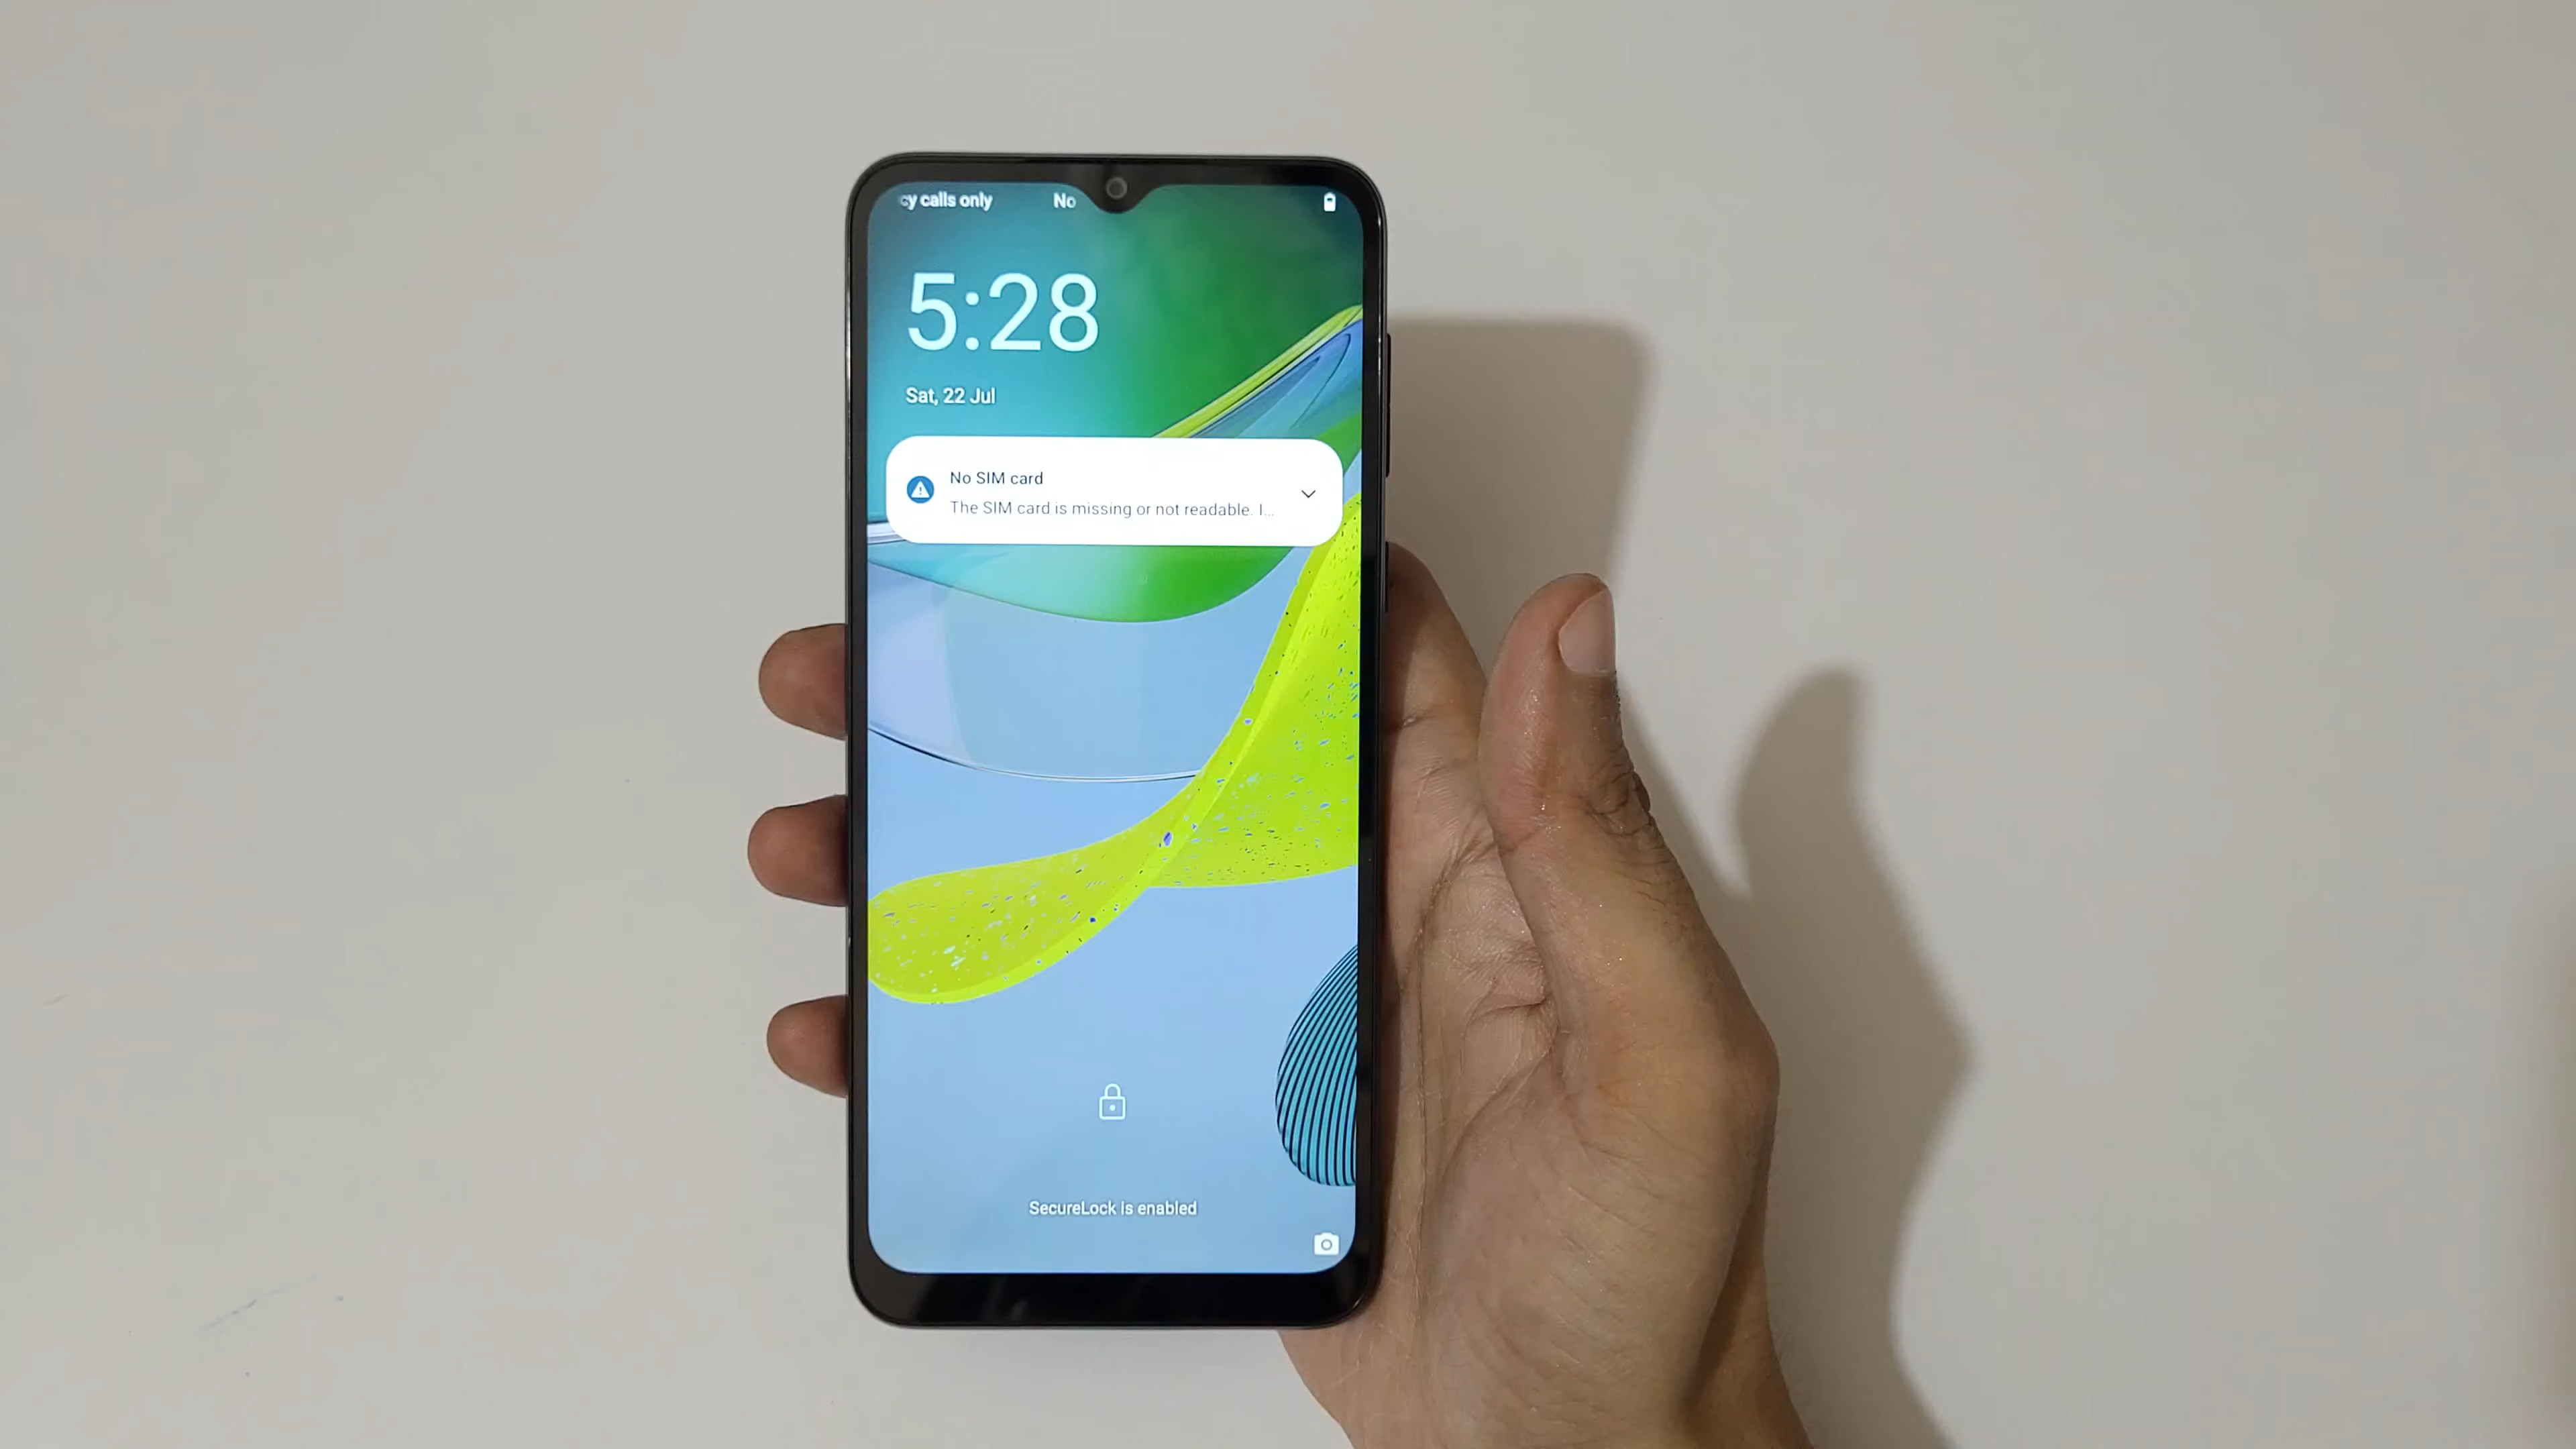 cy calls only No
5:28
Sat, 22 Jul
No SIM card
The SIM card is missing or not readable. I...
SecureLock is enabled